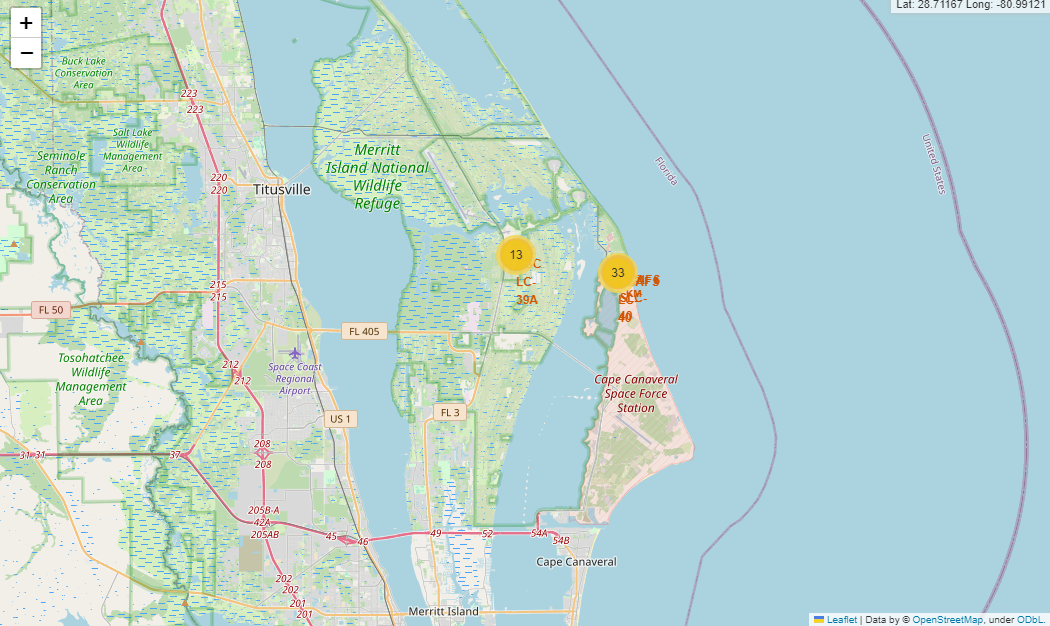 Lat: 28.71167 Long: -80.99121
+
−
Buck Lake
Conservation
Area
223
223
Salt Lake
Wildlife
Management
Area
Seminole
Ranch
Conservation
Area
220
220
Titusville
Merritt
Island National
Wildlife
Refuge
Florida
United States
13
C
LC-
39A
33
AFS
40
215
215
FL 50
FL 405
Space Coast
Regional
Airport
212
212
Tosohatchee
Wildlife
Management
Area
Cape Canaveral
Space Force
Station
FL 3
US 1
208
208
31-31
37
205B-A
42A
205AB
45
46
49
52
54A
54B
Cape Canaveral
202
202
201
201
Merritt Island
Leaflet | Data by © OpenStreetMap, under ODbL.